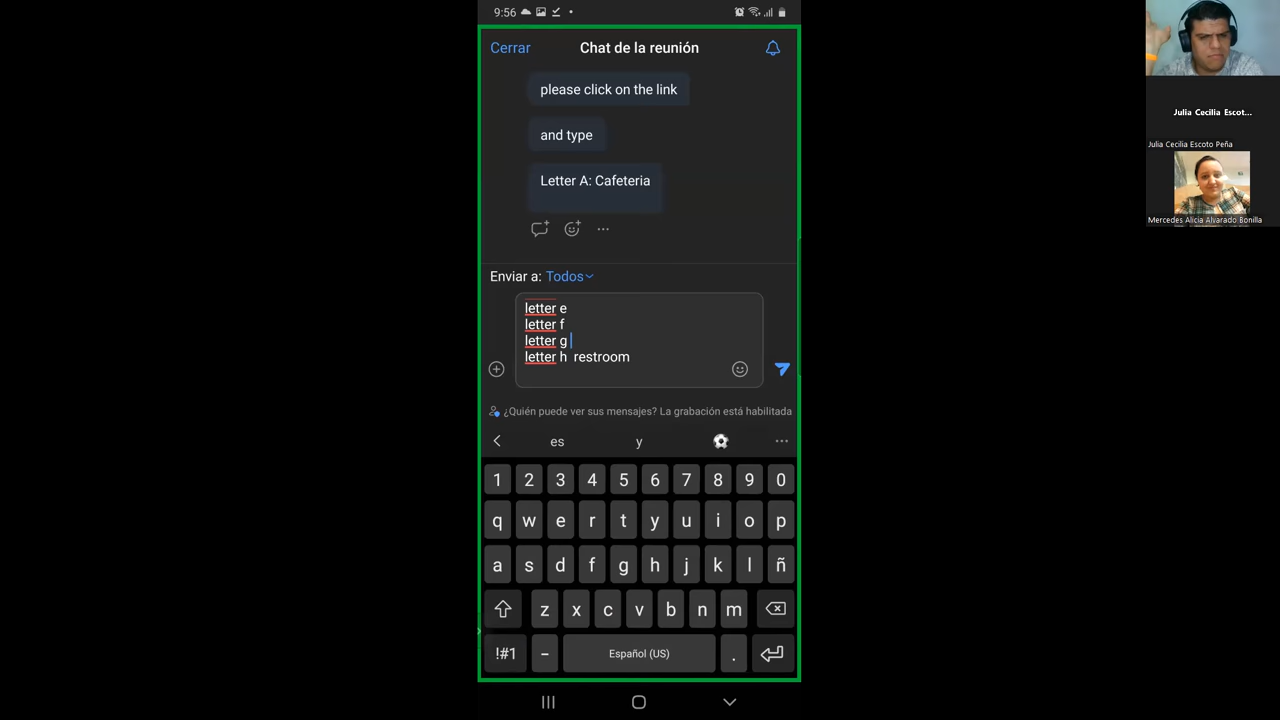 9:56
Cerrar
Chat de la reunión
please click on the link
and type
Letter A: Cafeteria
Enviar a: Todos
letter e
letter f
letter g
letter h restroom
¿Quién puede ver sus mensajes? La grabación está habilitada
es y
1 2 3 4 5 6 7 8 9 0
q w e r t y u i o p
a s d f g h j k l ñ
z x c v b n m
!#1 - Español (US) .
Julia Cecilia Escot...
Julia Cecilia Escoto Peña
Mercedes Alicia Alvarado Bonilla